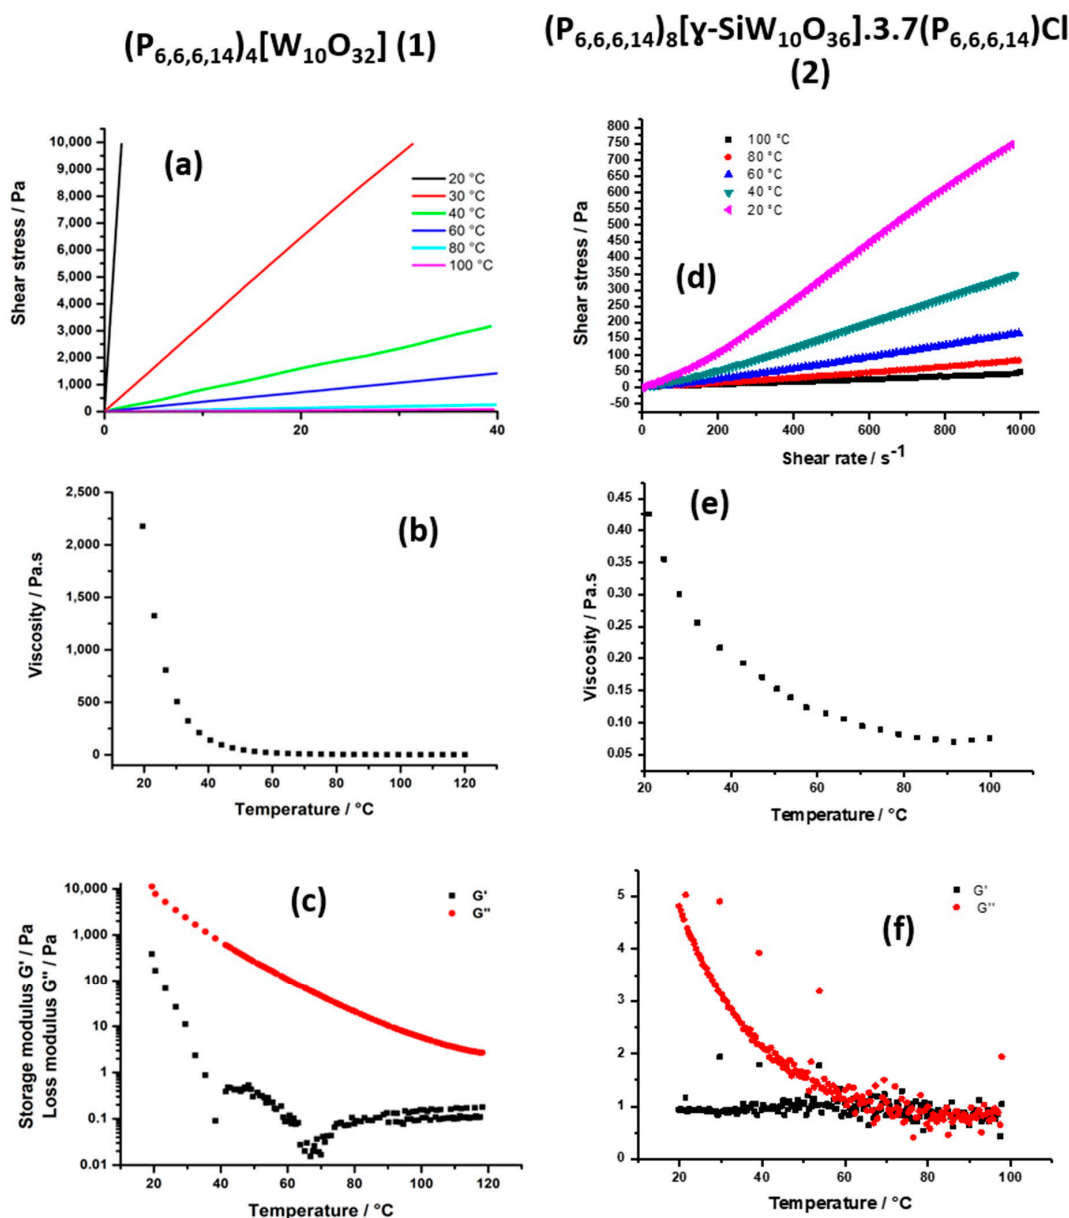 (P₆,₆,₆,₁₄)₄[W₁₀O₃₂] (1)
(P₆,₆,₆,₁₄)₈[ɣ-SiW₁₀O₃₆].3.7(P₆,₆,₆,₁₄)Cl
(2)
(a)
Shear stress / Pa
10,000
9,000
8,000
7,000
6,000
5,000
4,000
3,000
2,000
1,000
0
0
20
40
20 °C
30 °C
40 °C
60 °C
80 °C
100 °C
(d)
Shear stress / Pa
800
750
700
650
600
550
500
450
400
350
300
250
200
150
100
50
0
-50
0
200
400
600
800
1000
Shear rate / s⁻¹
100 °C
80 °C
60 °C
40 °C
20 °C
(b)
Viscosity / Pa.s
2,500
2,000
1,500
1,000
500
0
20
40
60
80
100
120
Temperature / °C
(e)
Viscosity / Pa.s
0.45
0.40
0.35
0.30
0.25
0.20
0.15
0.10
0.05
20
40
60
80
100
Temperature / °C
(c)
Storage modulus G' / Pa
Loss modulus G'' / Pa
10,000
1,000
100
10
1
0.1
0.01
20
40
60
80
100
120
Temperature / °C
G'
G''
(f)
5
4
3
2
1
0
20
40
60
80
100
Temperature / °C
G'
G''